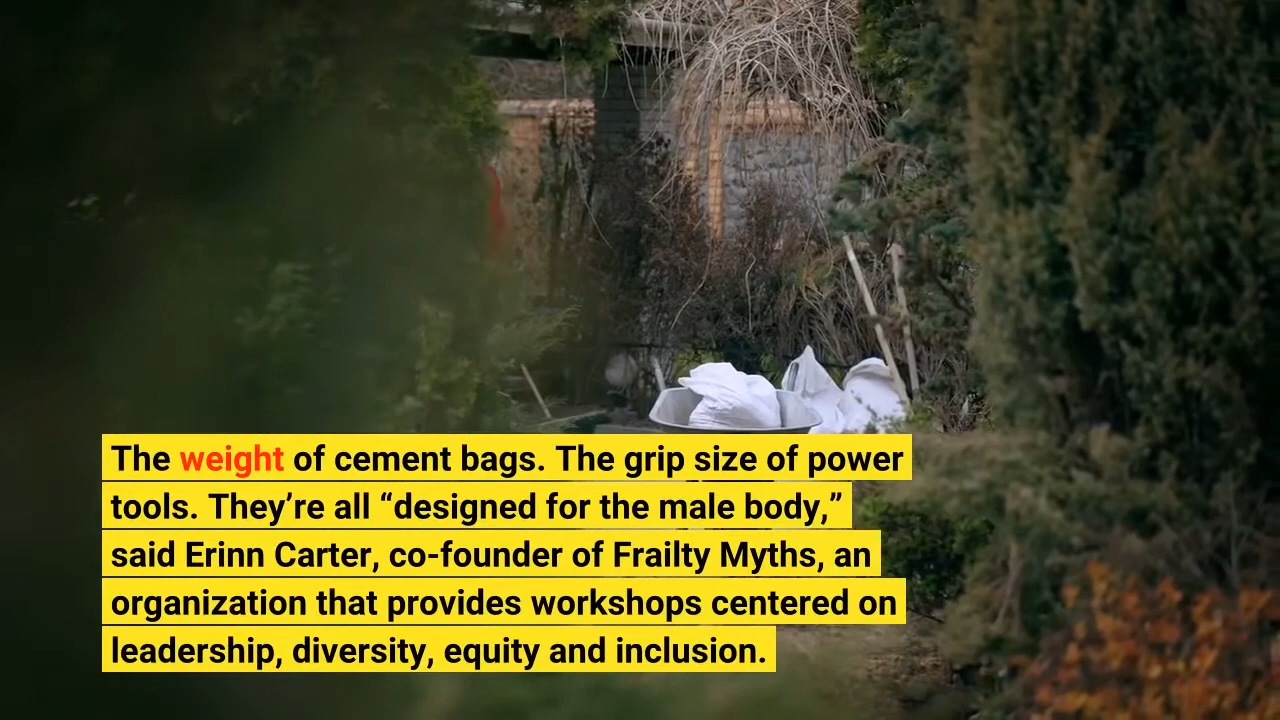 The weight of cement bags. The grip size of power
tools. They’re all “designed for the male body,”
said Erinn Carter, co-founder of Frailty Myths, an
organization that provides workshops centered on
leadership, diversity, equity and inclusion.